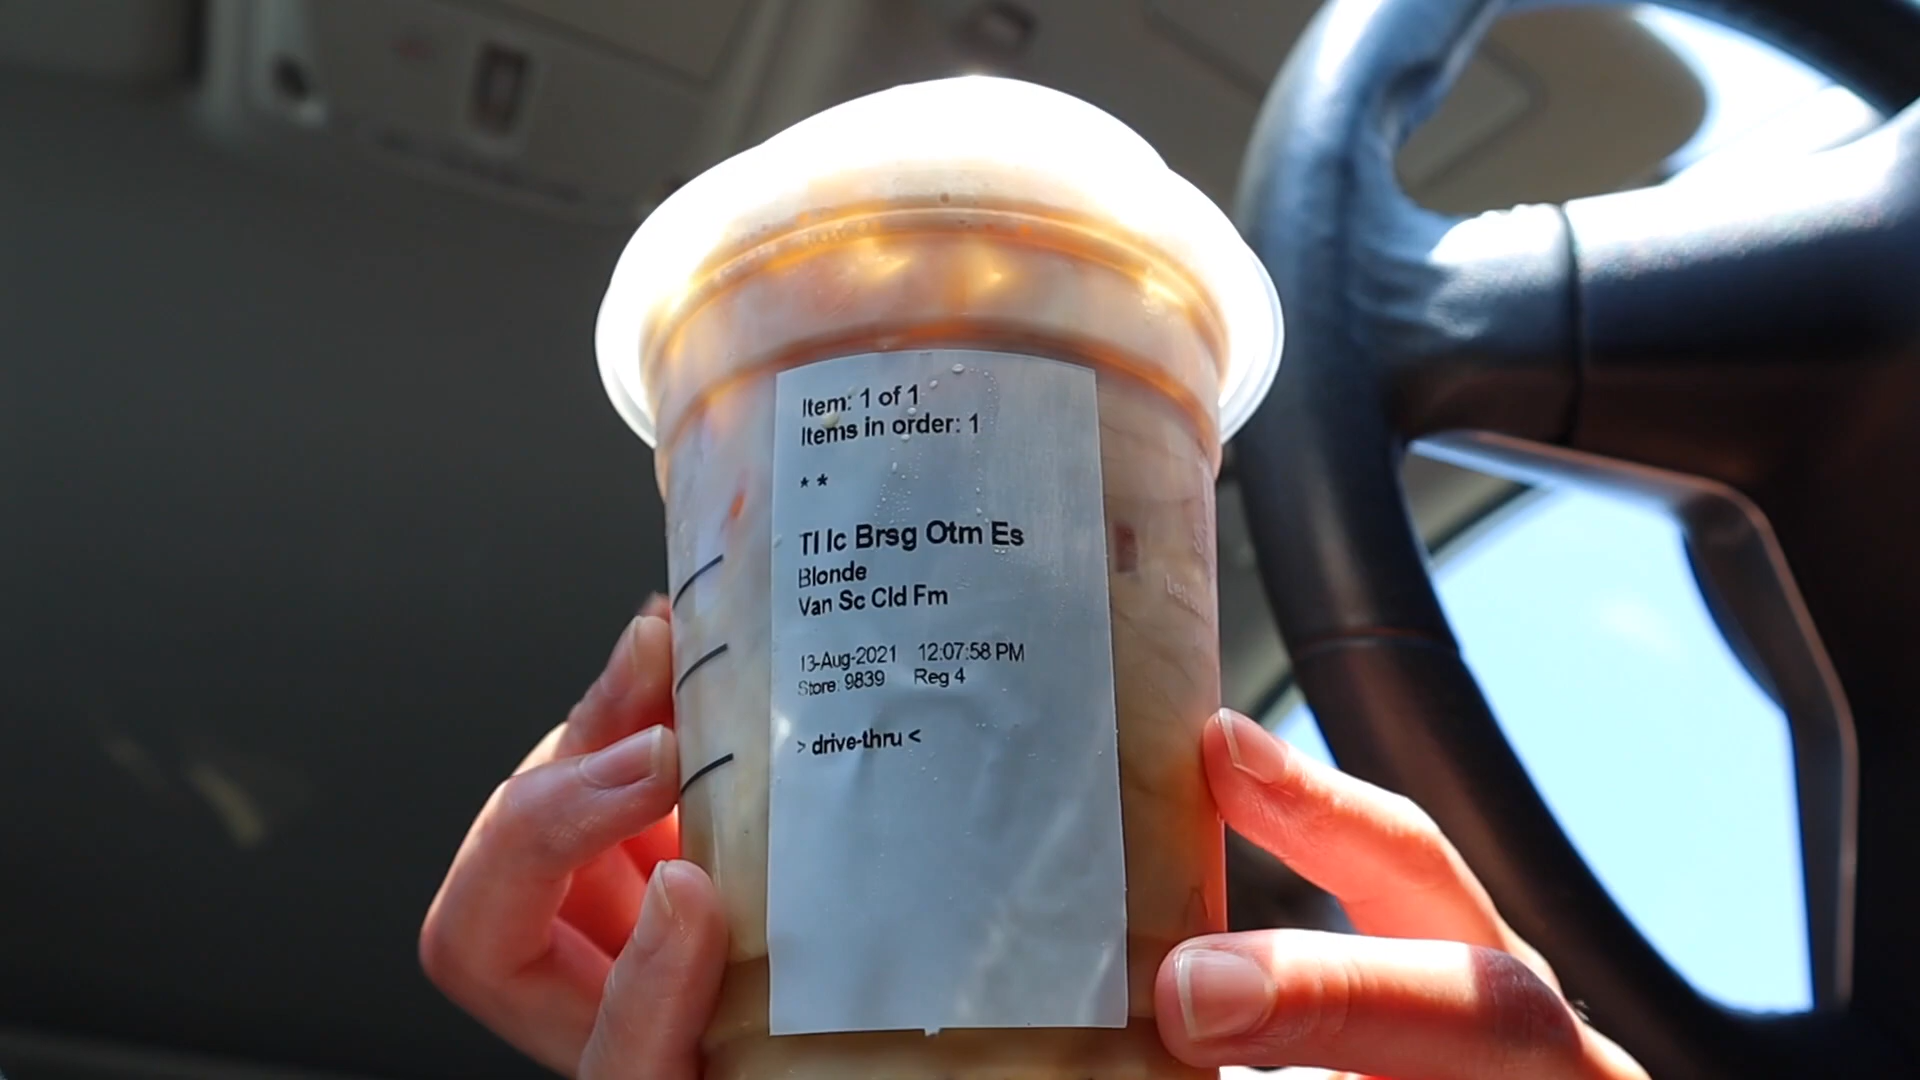 Item: 1 of 1
Items in order: 1
* *
Tl Ic Brsg Otm Es
Blonde
Van Sc Cld Fm
13-Aug-2021 12:07:58 PM
Store: 9839 Reg 4
> drive-thru <